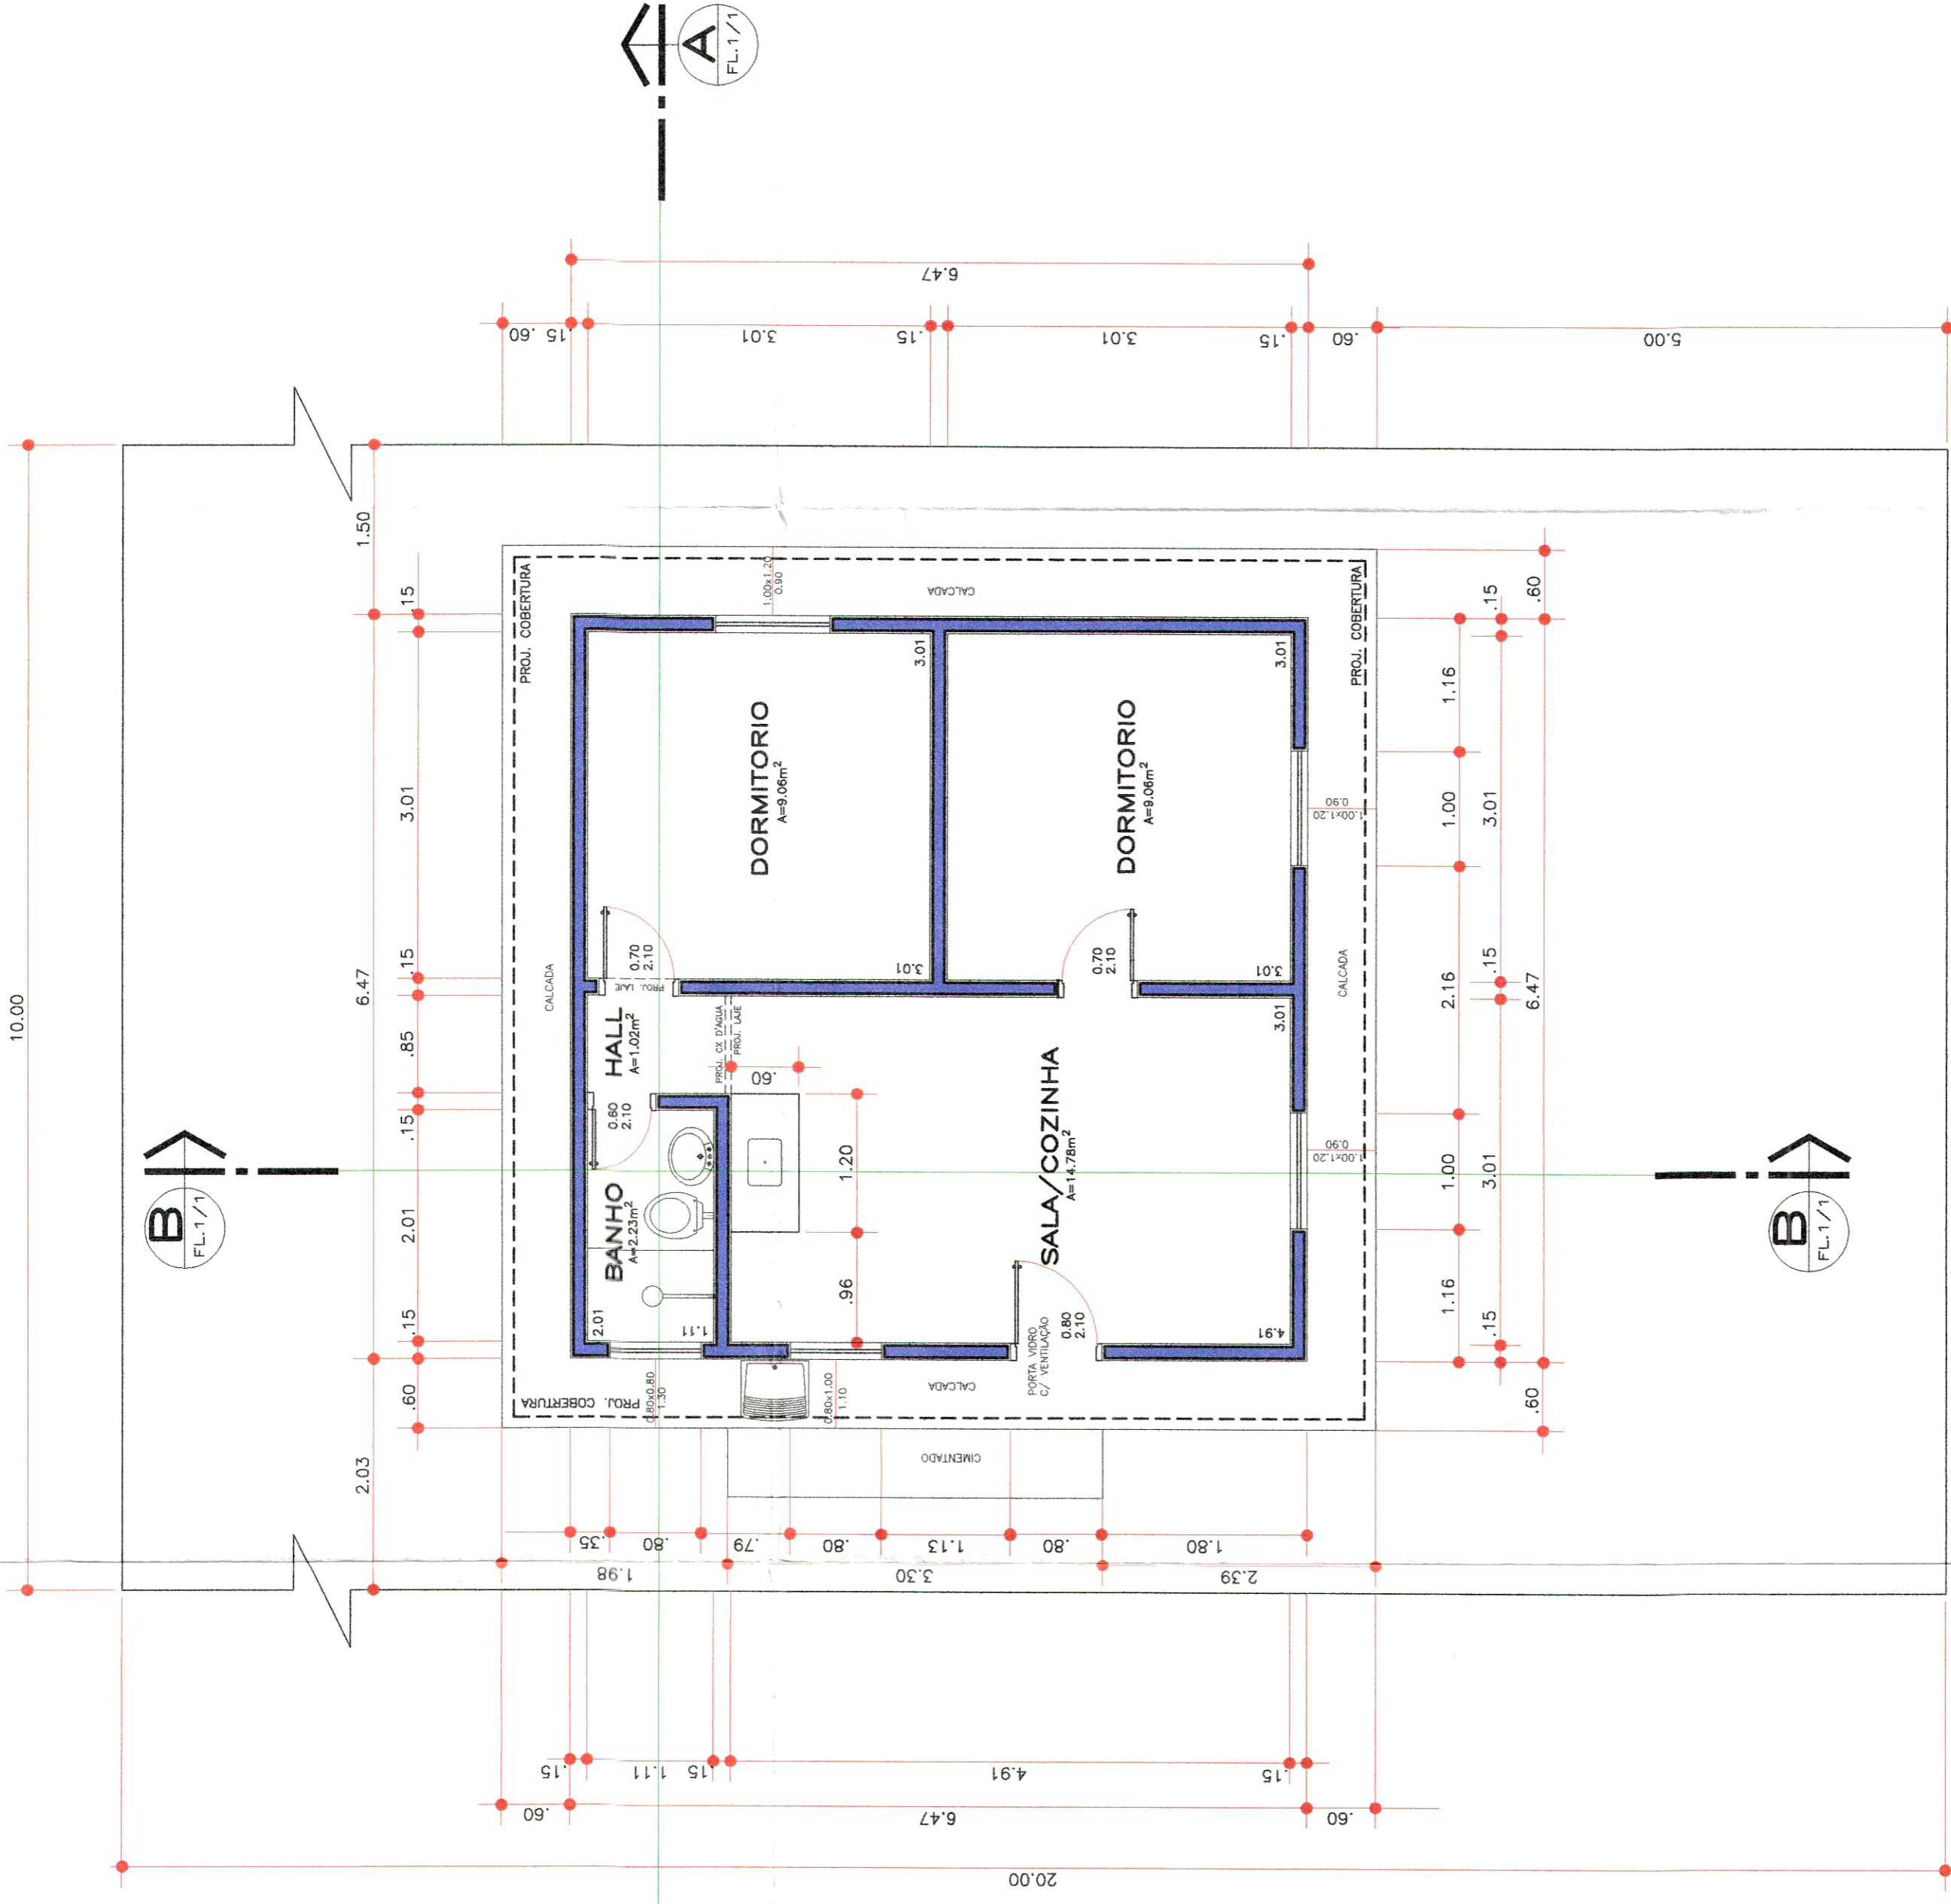 A
FL.1/1
6.47
.60
.15
3.01
.15
3.01
.15
.60
5.00
10.00
1.50
.15
3.01
.15
6.47
.85
.15
2.01
.15
.60
2.03
PROJ. COBERTURA
PROJ. COBERTURA
PROJ. COBERTURA
CALCADA
CALCADA
CALCADA
CALCADA
1.00x1.20
0.90
3.01
3.01
DORMITORIO
A=9.06m²
DORMITORIO
A=9.06m²
0.70
2.10
0.70
2.10
3.01
3.01
1.00x1.20
0.90
PROJ. LAJE
HALL
A=1.02m²
PROJ. CX D'AGUA
PROJ. LAJE
3.01
.60
0.60
2.10
1.20
.96
BANHO
A=2.23m²
2.01
1.11
SALA/COZINHA
A=14.78m²
0.80
2.10
PORTA VIDRO
C/ VENTILAÇÃO
4.91
1.00x1.20
0.90
0.80x0.80
1.30
0.80x1.00
1.10
CIMENTADO
.60
.15
1.16
1.00
3.01
2.16
.15
6.47
1.00
3.01
1.16
.15
.60
B
FL.1/1
B
FL.1/1
.35
.80
.79
.80
1.13
.80
1.80
1.98
3.30
2.39
.15
1.11
.15
4.91
.15
.60
6.47
.60
20.00